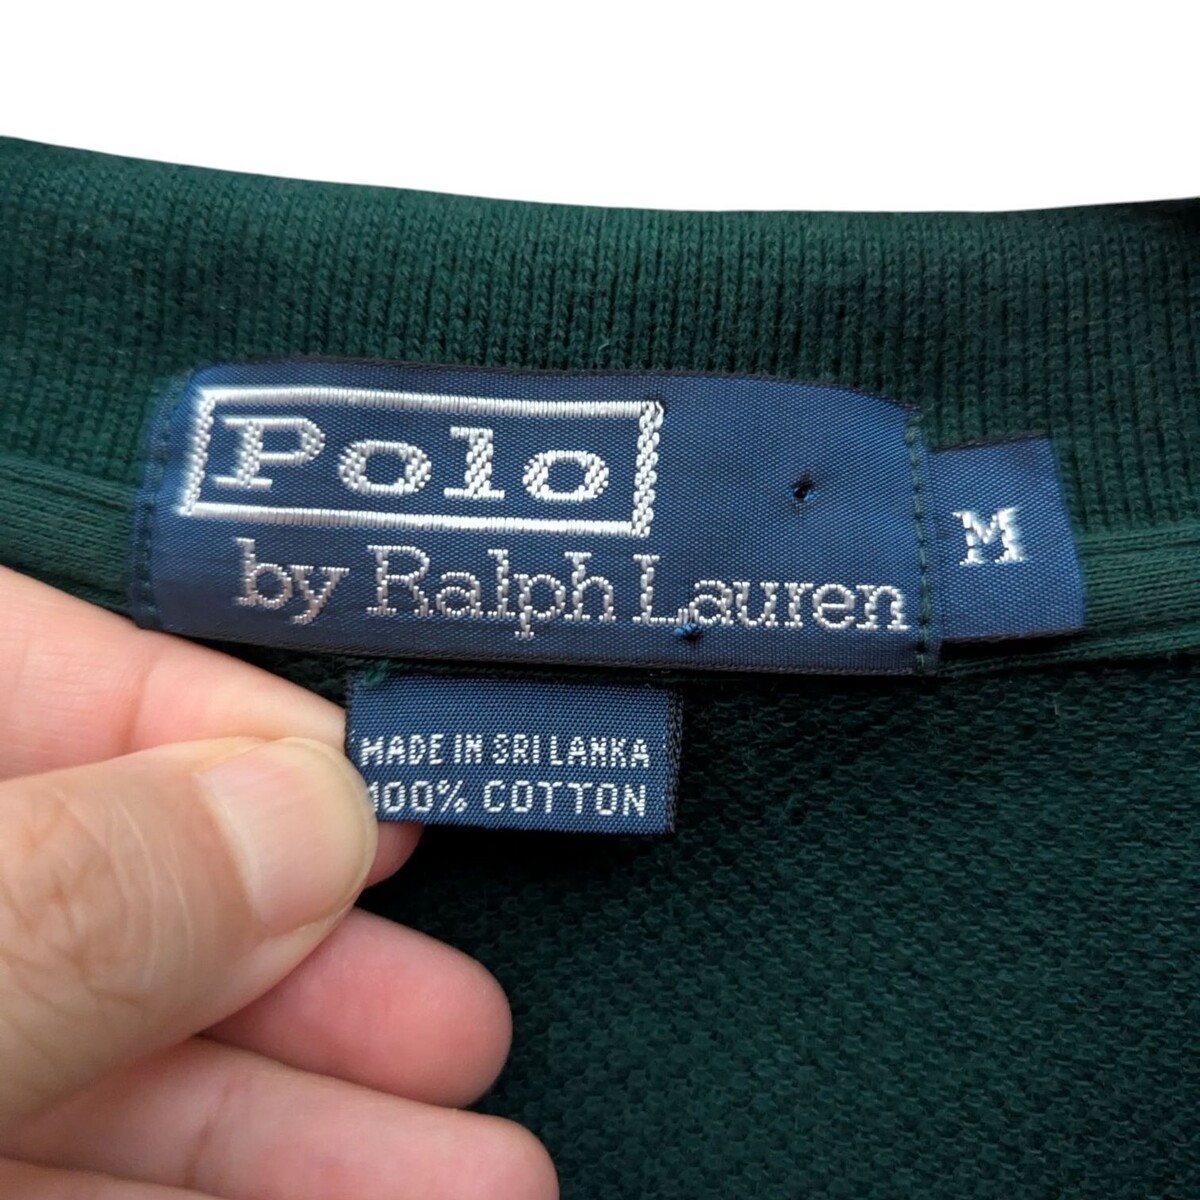 Polo
by Ralph Lauren
M
MADE IN SRI LANKA
100% COTTON